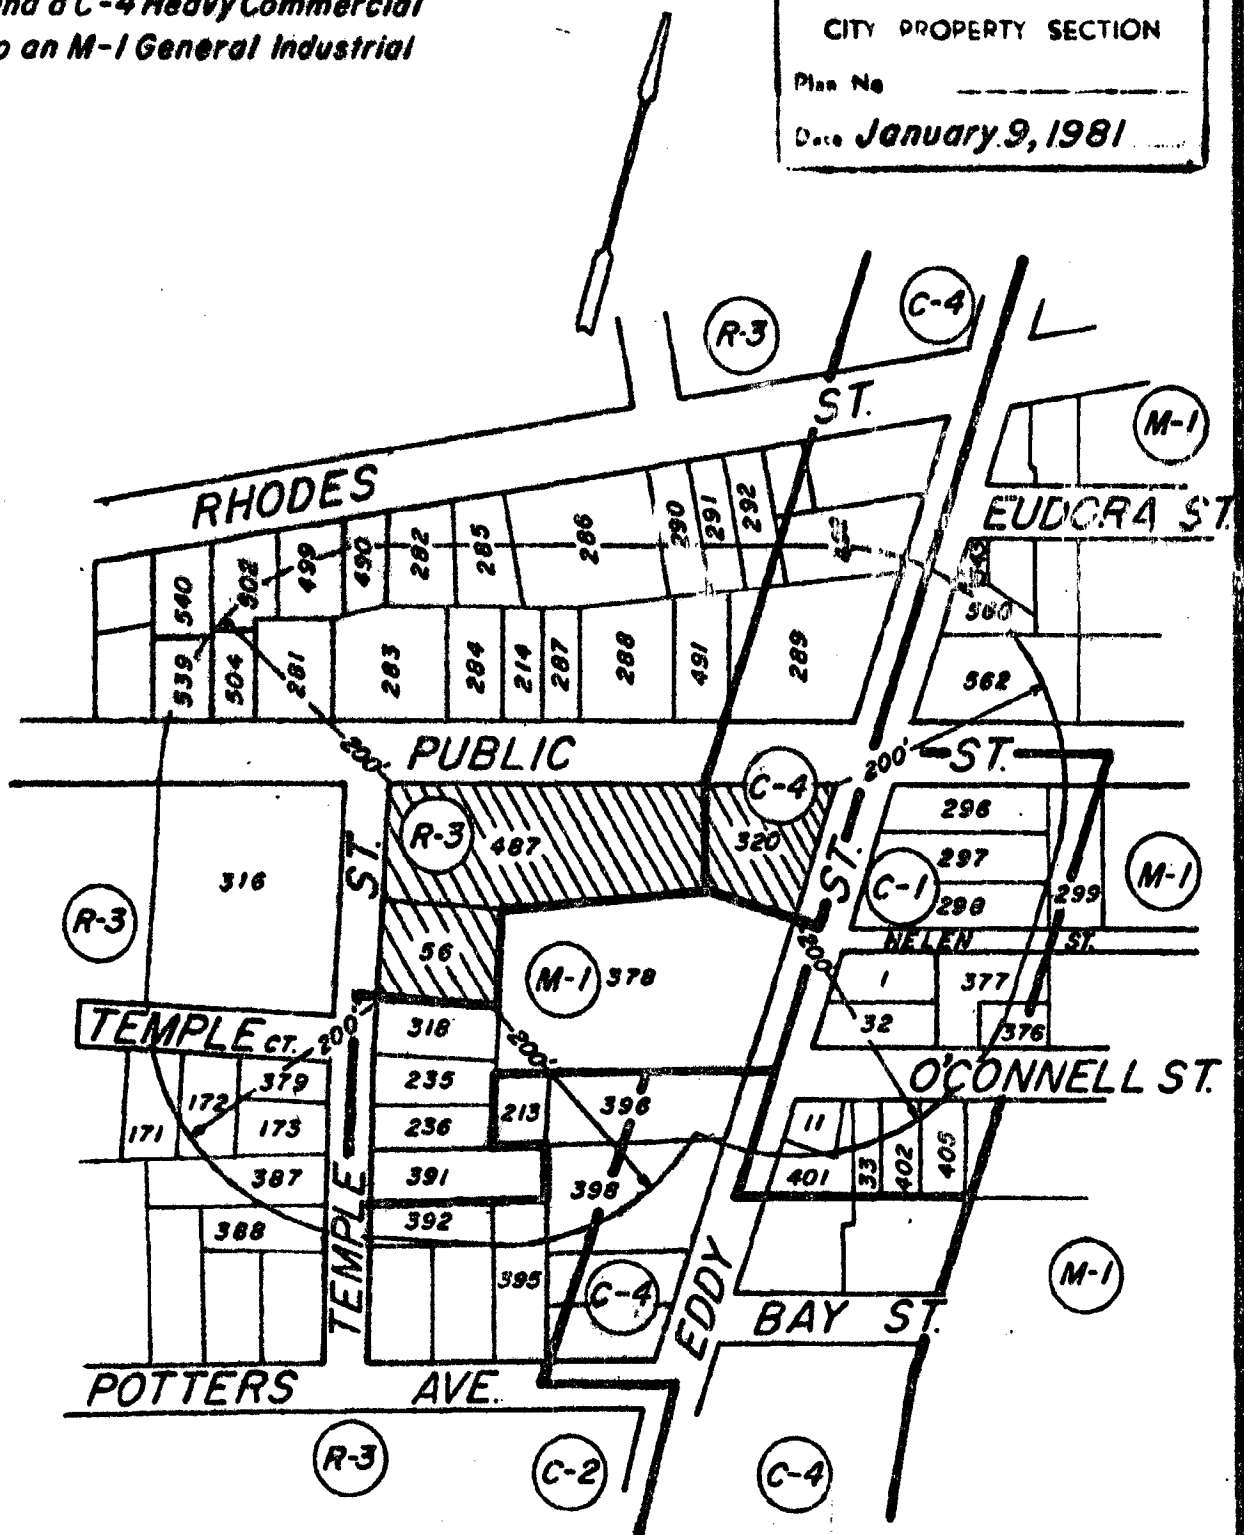 and a C-4 Heavy Commercial
o an M-1 General Industrial
CITY PROPERTY SECTION
Plan No
Date January 9, 1981
R-3
C-4
ST.
M-1
RHODES
EUDORA ST.
540
502
499
490
282
285
286
290
291
292
560
539
504
281
283
284
214
287
288
491
289
562
200'
PUBLIC
200'
ST.
C-4
R-3
487
320
296
316
ST.
ST.
297
C-1
298
299
M-1
R-3
56
HELEN
ST.
M-1
378
200'
1
377
TEMPLE CT.
200'
318
200'
32
376
379
235
O'CONNELL ST.
172
213
396
171
173
236
11
387
391
398
401
33
402
405
388
392
TEMPLE
395
C-4
EDDY
M-1
BAY ST.
POTTERS AVE.
R-3
C-2
C-4